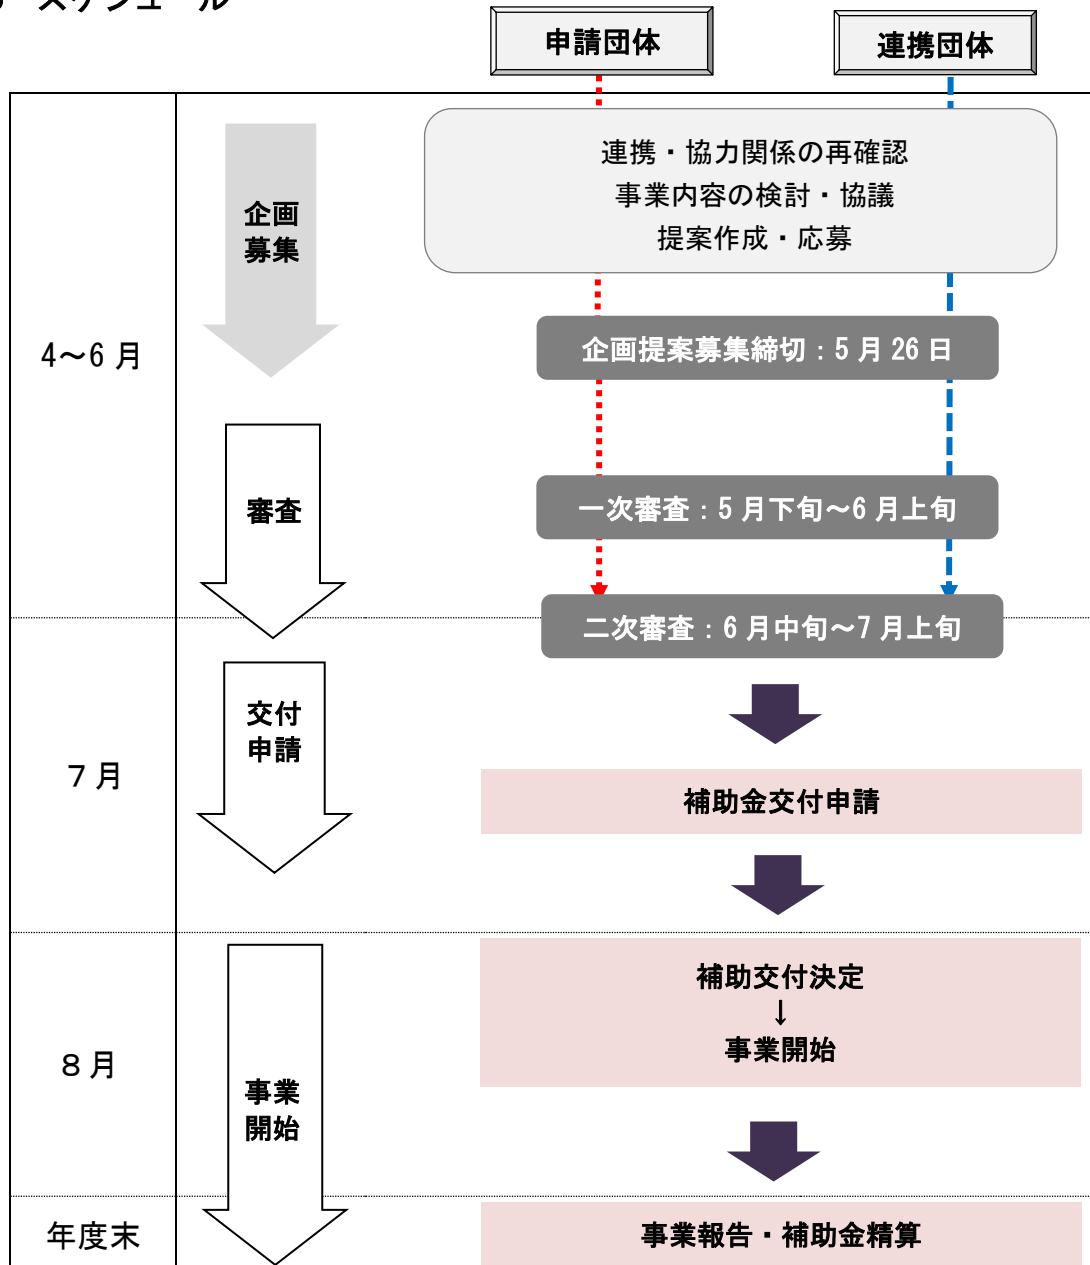 スケジュール
申請団体
連携団体
連携・協力関係の再確認
事業内容の検討・協議
提案作成・応募
企画
募集
4～6月
企画提案募集締切：5月26日
審査
一次審査：5月下旬～6月上旬
二次審査：6月中旬～7月上旬
交付
申請
７月
補助金交付申請
補助交付決定
↓
事業開始
８月
事業
開始
年度末
事業報告・補助金精算